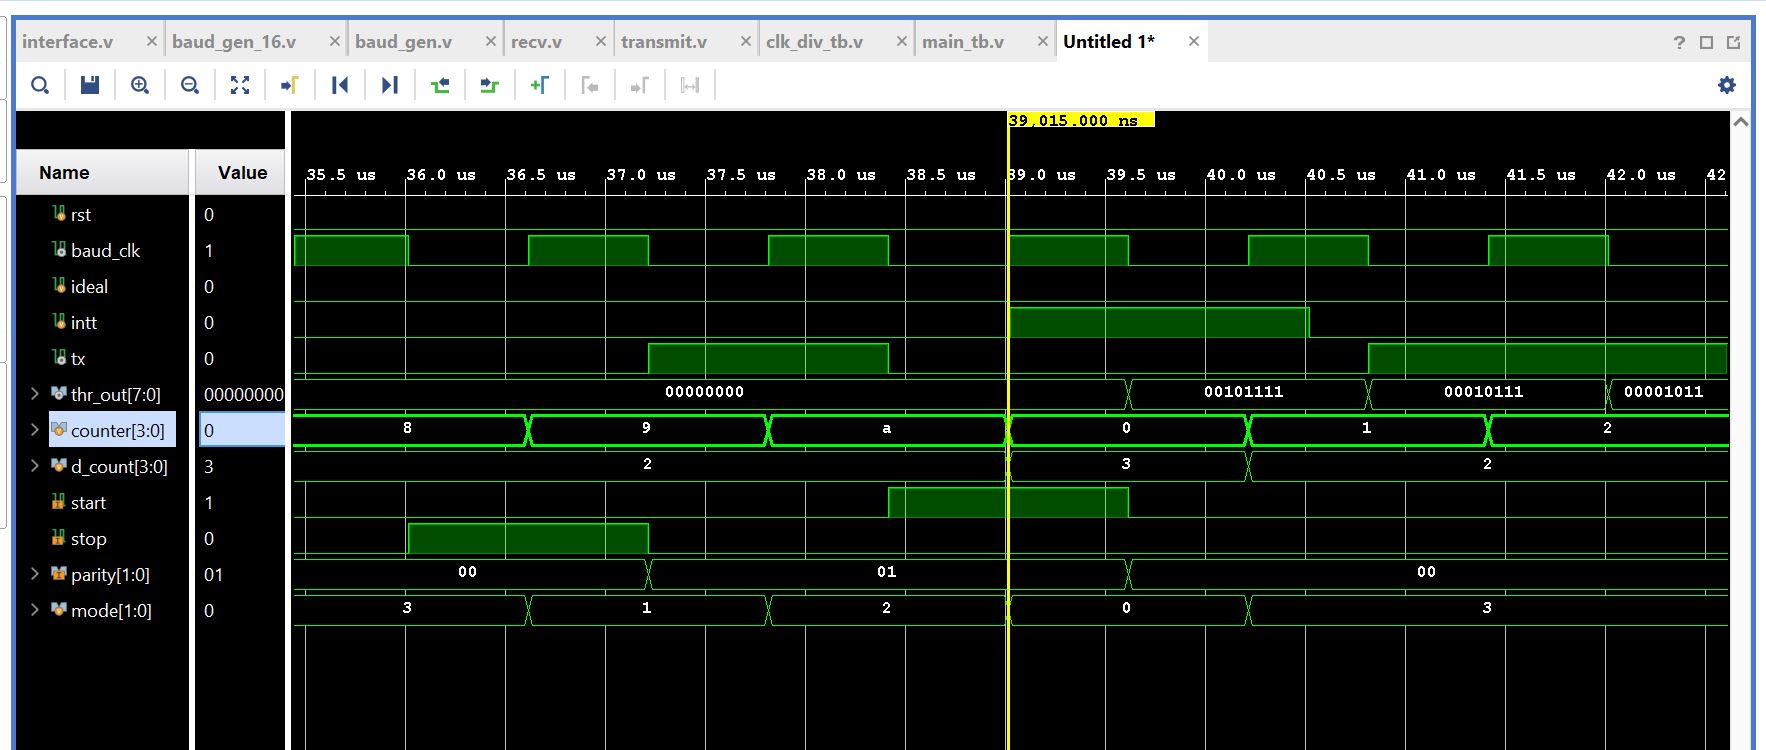 interface.v × baud_gen_16.v × baud_gen.v × recv.v × transmit.v × clk_div_tb.v × main_tb.v × Untitled 1* × ?
39,015.000 ns
Name Value 35.5 us 36.0 us 36.5 us 37.0 us 37.5 us 38.0 us 38.5 us 39.0 us 39.5 us 40.0 us 40.5 us 41.0 us 41.5 us 42.0 us 42
rst 0
baud_clk 1
ideal 0
intt 0
tx 0
thr_out[7:0] 00000000 00000000 00101111 00010111 00001011
counter[3:0] 0 8 9 a 0 1 2
d_count[3:0] 3 2 3 2
start 1
stop 0
parity[1:0] 01 00 01 00
mode[1:0] 0 3 1 2 0 3